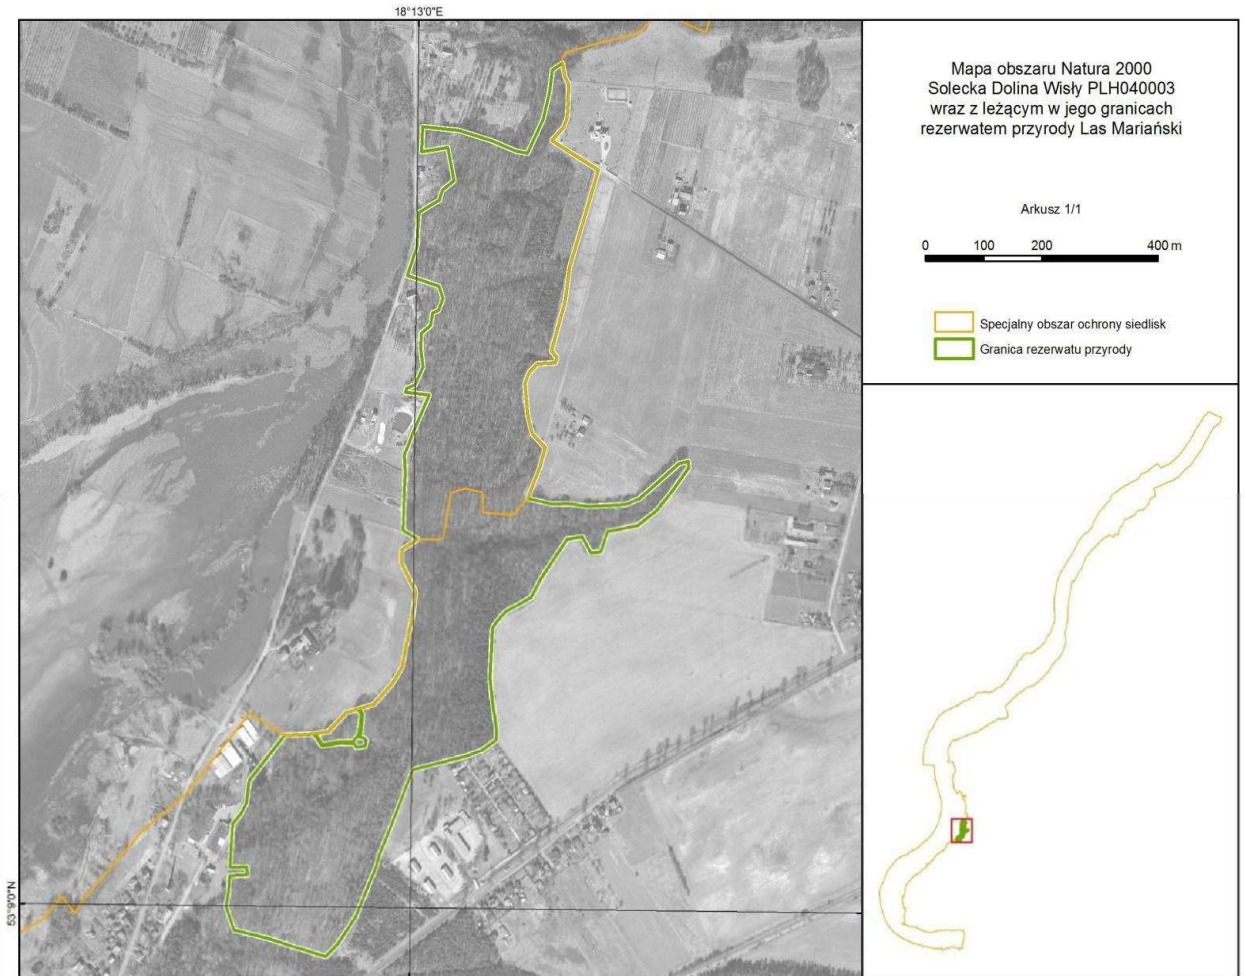 18°13'0"E
Mapa obszaru Natura 2000
Solecka Dolina Wisły PLH040003
wraz z leżącym w jego granicach
rezerwatem przyrody Las Mariański
Arkusz 1/1
0 100 200 400 m
Specjalny obszar ochrony siedlisk
Granica rezerwatu przyrody
53°9'0"N